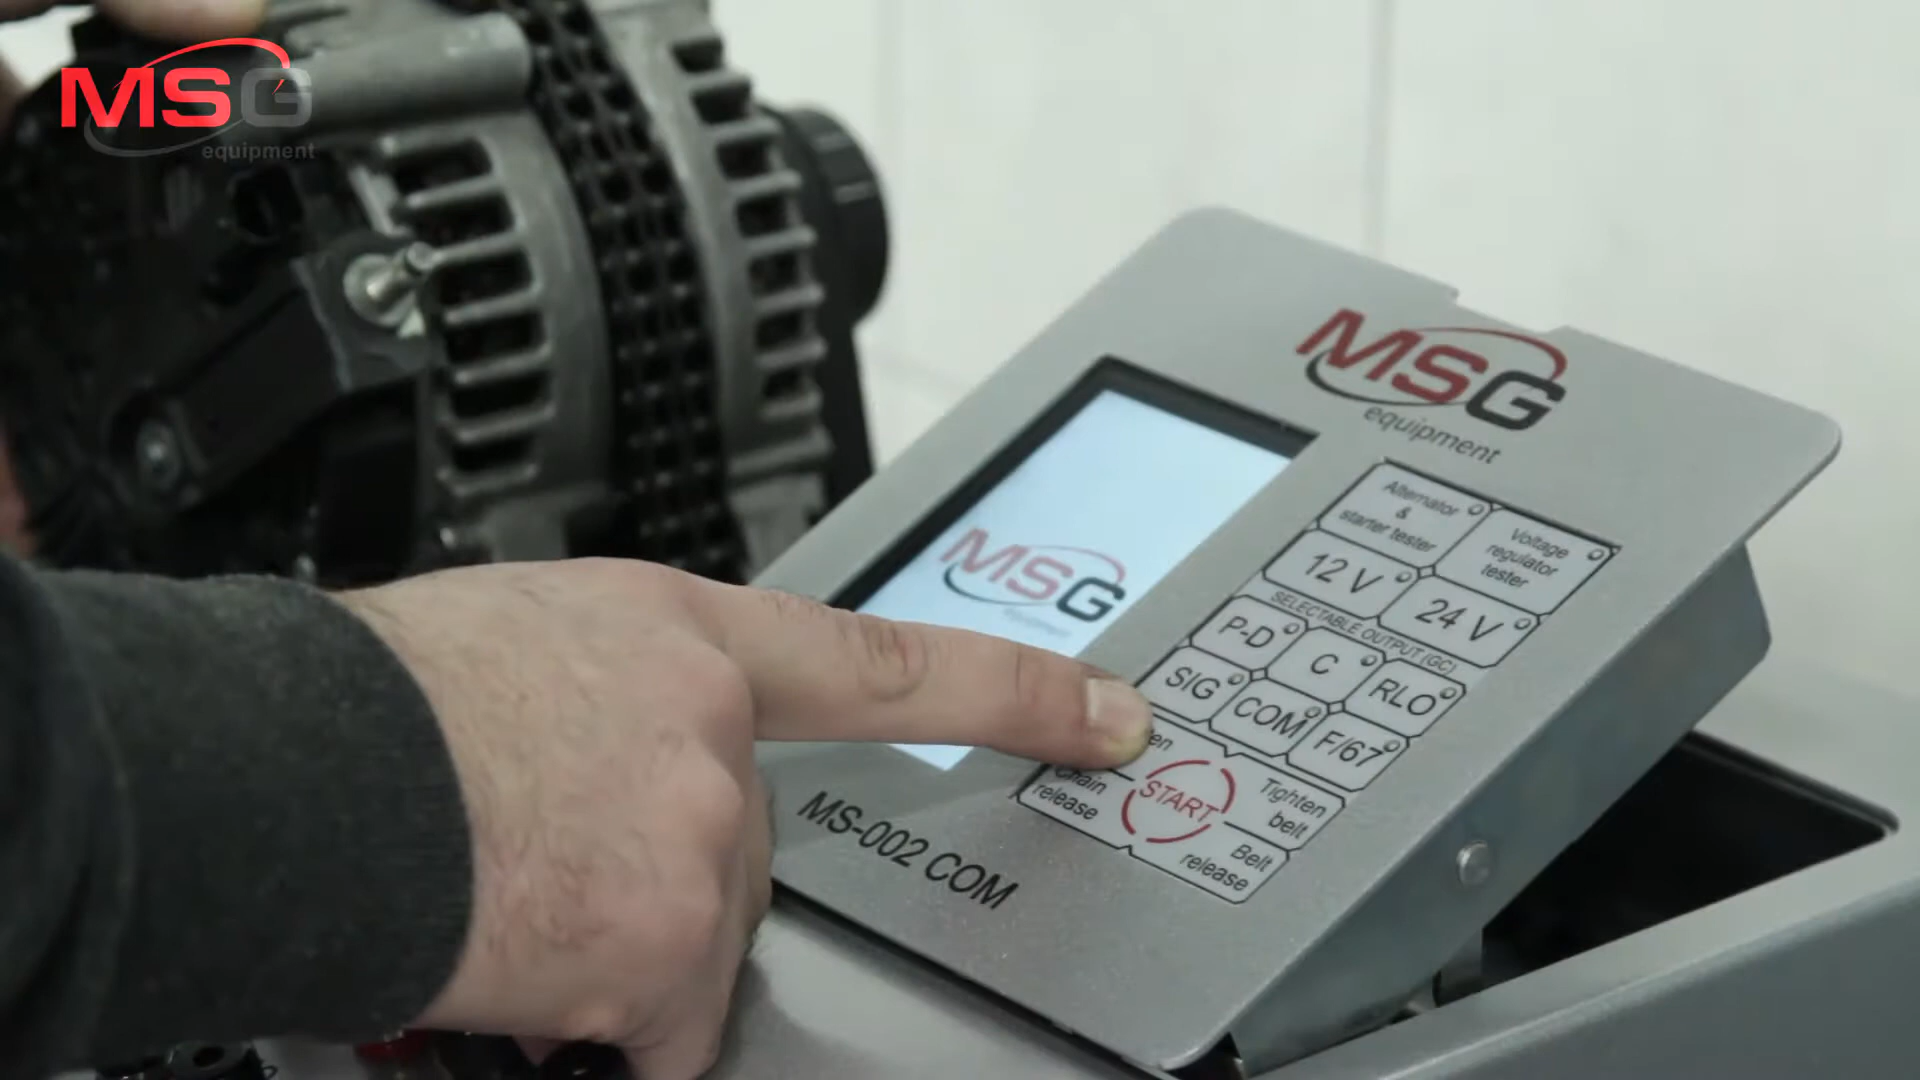 MSG
equipment
MSG
equipment
MSG
equipment
Alternator
&
starter tester
Voltage
regulator
tester
12 V
24 V
SELECTABLE OUTPUT (GC)
P-D
C
RLO
SIG
COM
F/67
Chain
release
START
Tighten
belt
Belt
release
MS-002 COM